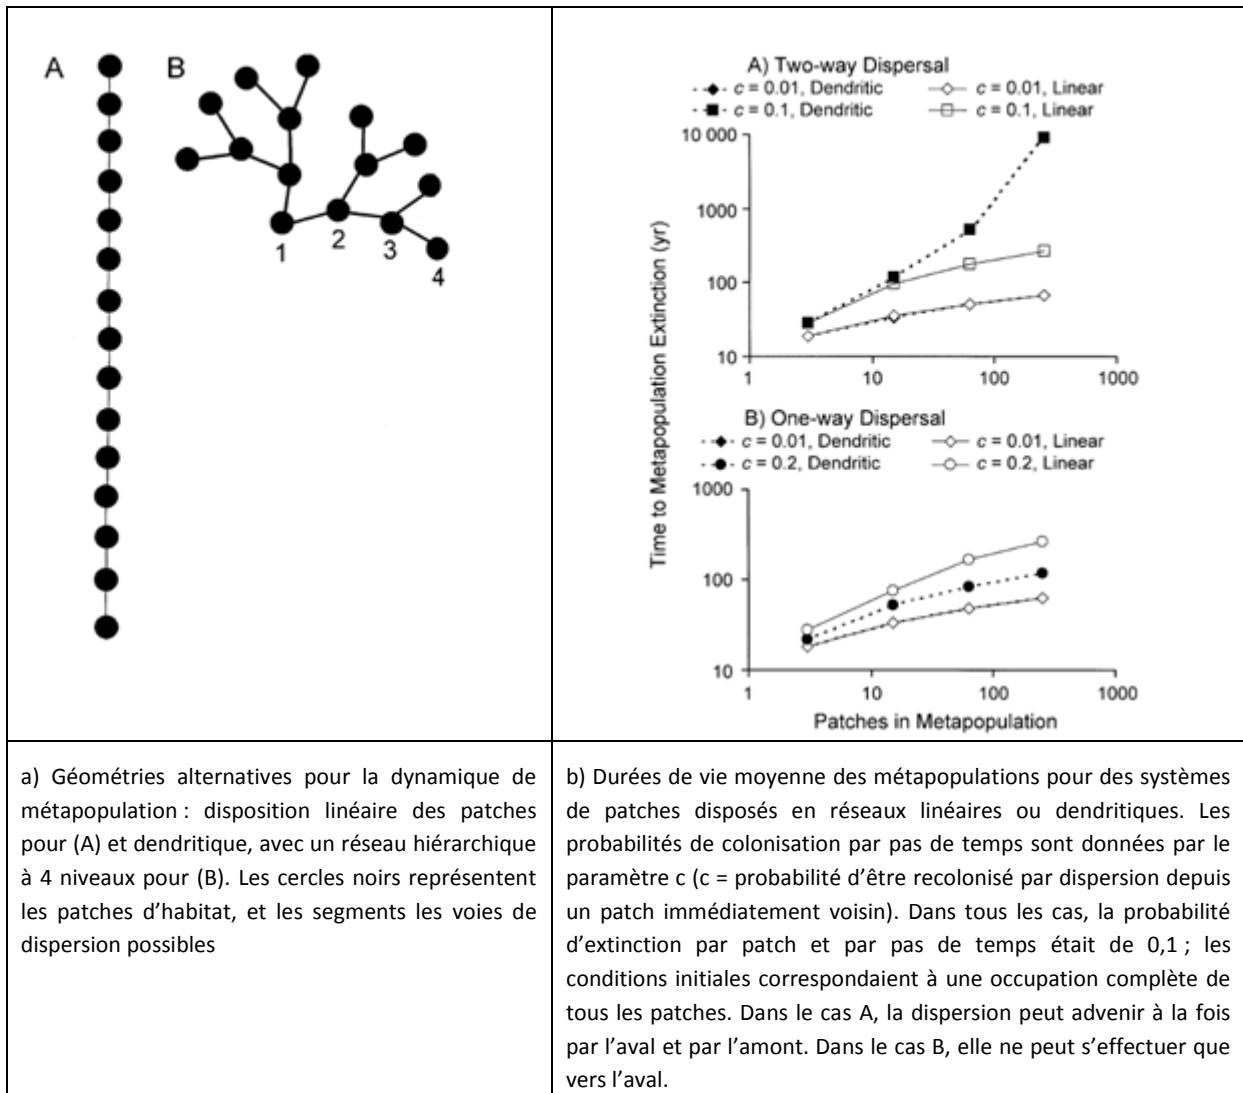 A
B
1
2
3
4
A) Two-way Dispersal
c = 0.01, Dendritic
c = 0.01, Linear
c = 0.1, Dendritic
c = 0.1, Linear
10 000
1000
100
10
1
10
100
1000
B) One-way Dispersal
c = 0.01, Dendritic
c = 0.01, Linear
c = 0.2, Dendritic
c = 0.2, Linear
1000
100
10
1
10
100
1000
Time to Metapopulation Extinction (yr)
Patches in Metapopulation
a) Géométries alternatives pour la dynamique de
métapopulation : disposition linéaire des patches
pour (A) et dendritique, avec un réseau hiérarchique
à 4 niveaux pour (B). Les cercles noirs représentent
les patches d’habitat, et les segments les voies de
dispersion possibles
b) Durées de vie moyenne des métapopulations pour des systèmes
de patches disposés en réseaux linéaires ou dendritiques. Les
probabilités de colonisation par pas de temps sont données par le
paramètre c (c = probabilité d’être recolonisé par dispersion depuis
un patch immédiatement voisin). Dans tous les cas, la probabilité
d’extinction par patch et par pas de temps était de 0,1 ; les
conditions initiales correspondaient à une occupation complète de
tous les patches. Dans le cas A, la dispersion peut advenir à la fois
par l’aval et par l’amont. Dans le cas B, elle ne peut s’effectuer que
vers l’aval.